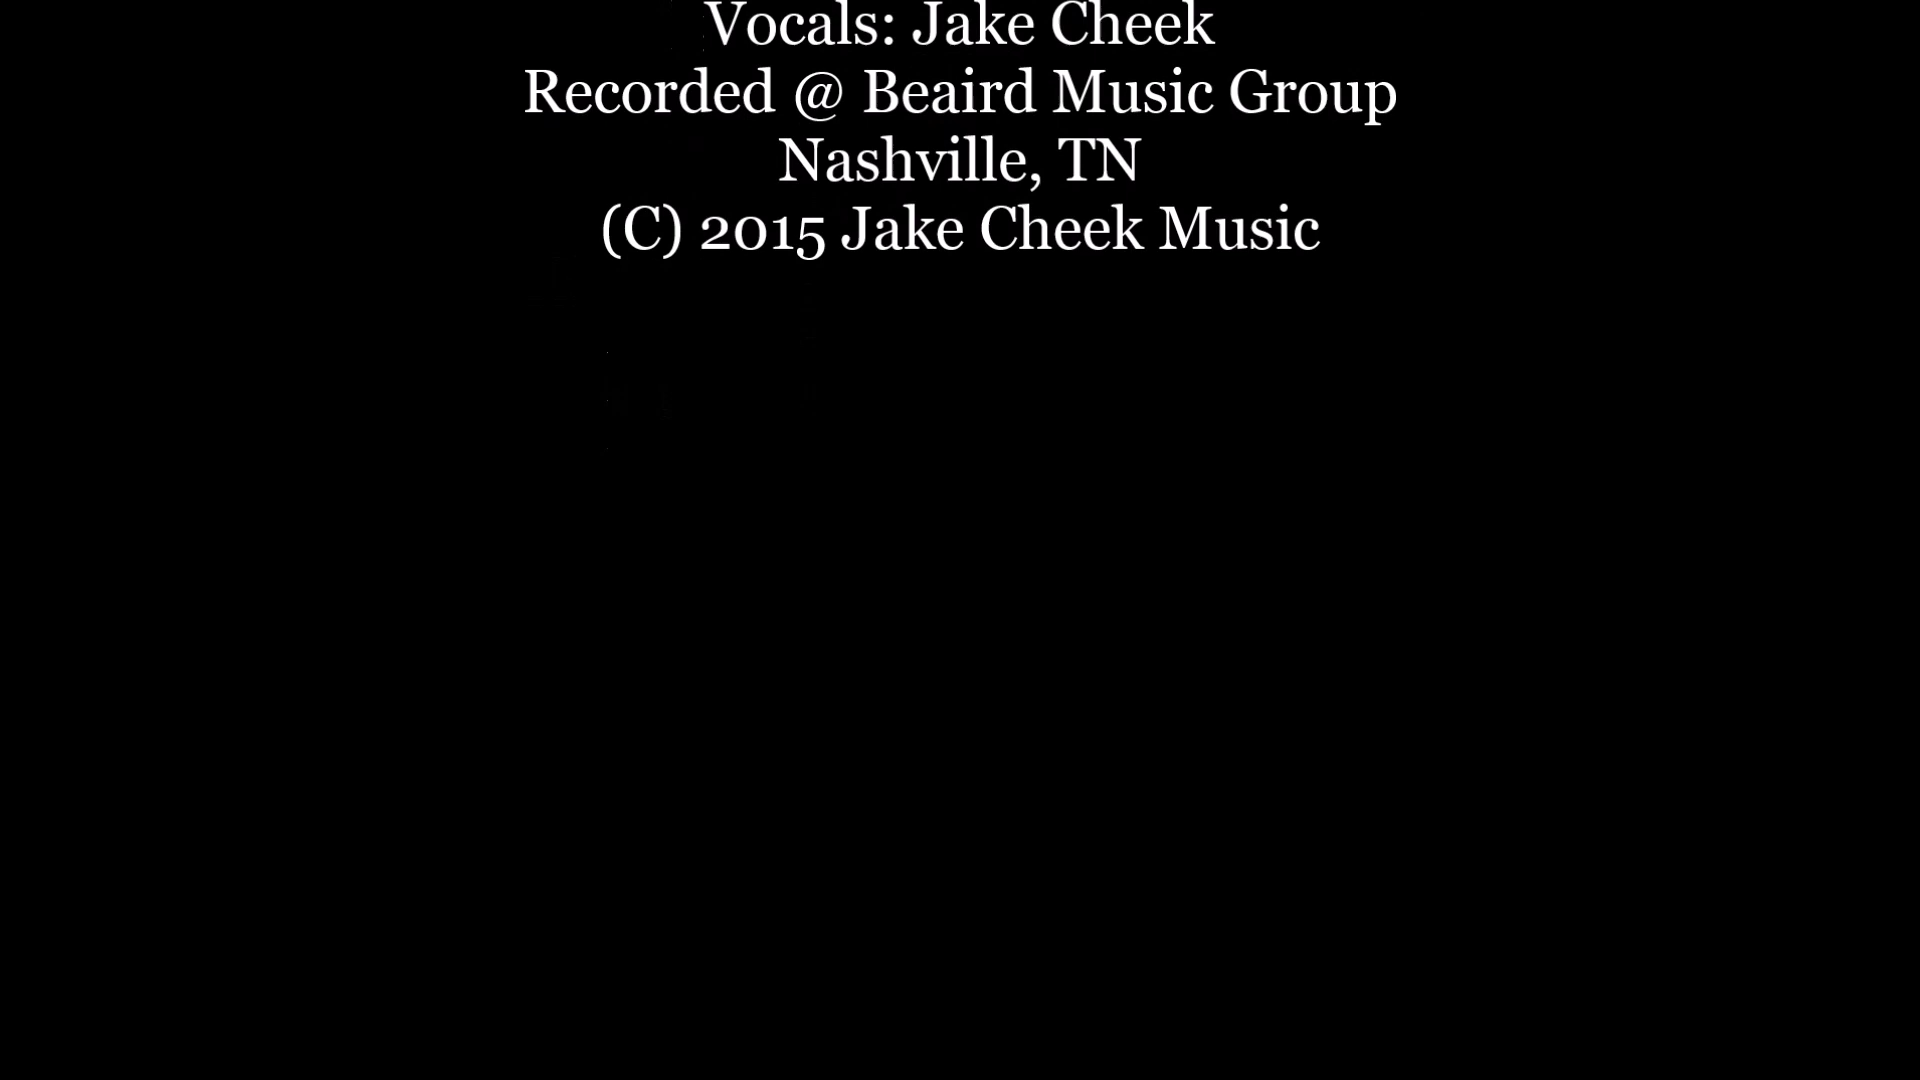 Vocals: Jake Cheek
Recorded @ Beaird Music Group
Nashville, TN
(C) 2015 Jake Cheek Music